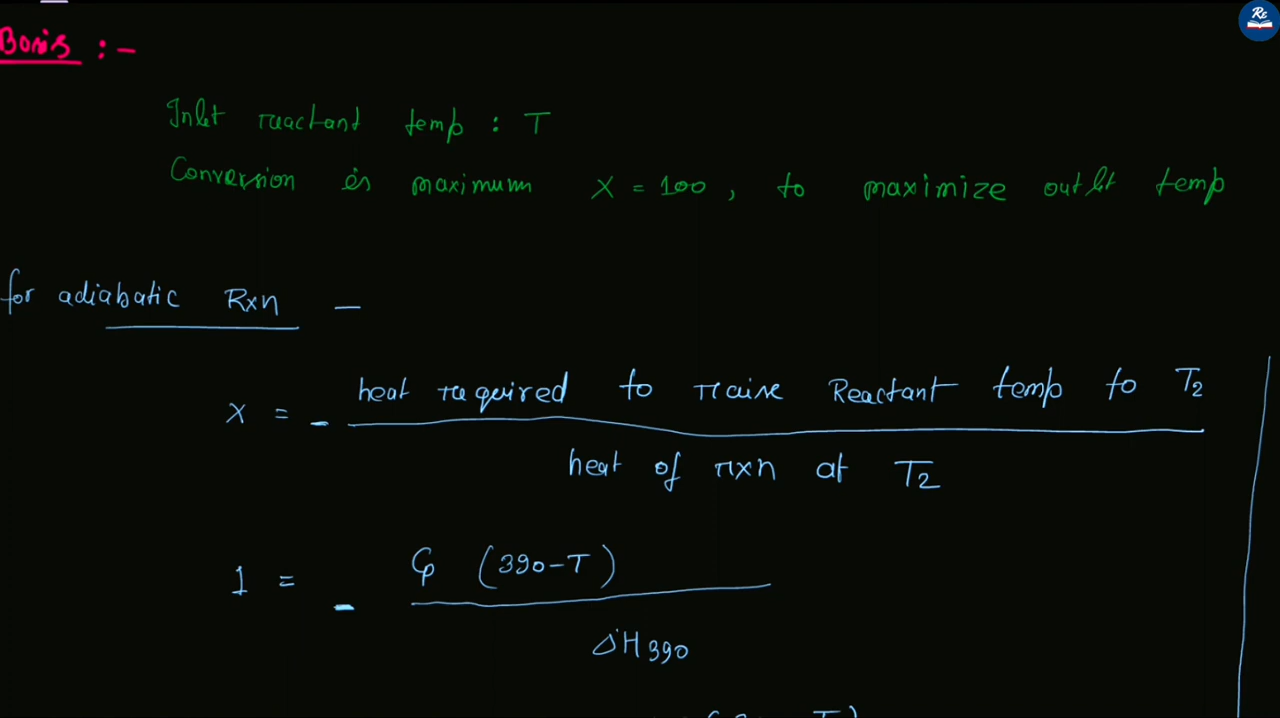 RE
Basis :-
Inlet reactant temp : T
Conversion is maximum X = 100 , to maximize outlet temp
for adiabatic Rxn —
X = - heat required to raise Reactant temp to T2
heat of rxn at T2
1 = - Cp (390-T)
ΔH390